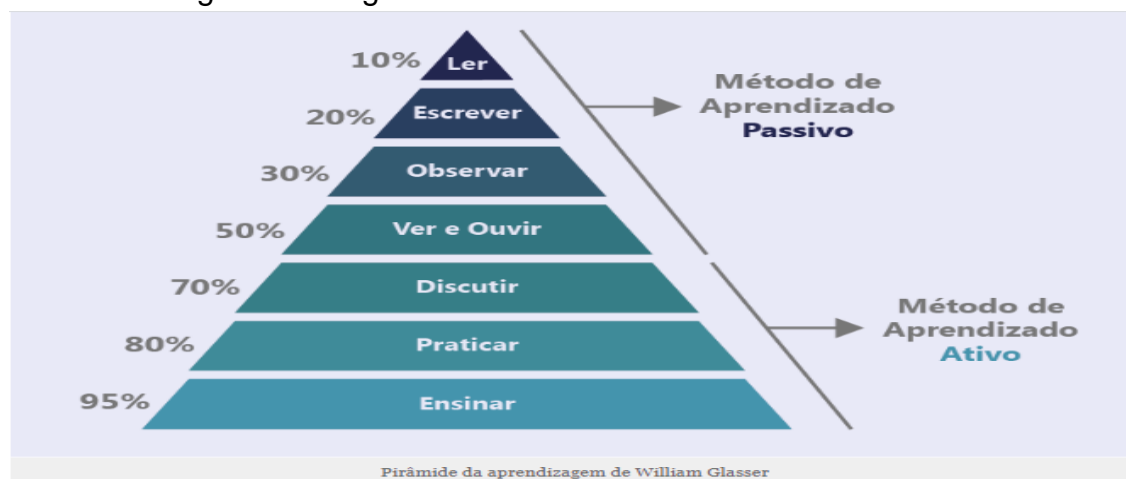 10%
Ler
20%
Escrever
30%
Observar
50%
Ver e Ouvir
70%
Discutir
80%
Praticar
95%
Ensinar
Método de
Aprendizado
Passivo
Método de
Aprendizado
Ativo
Pirâmide da aprendizagem de William Glasser